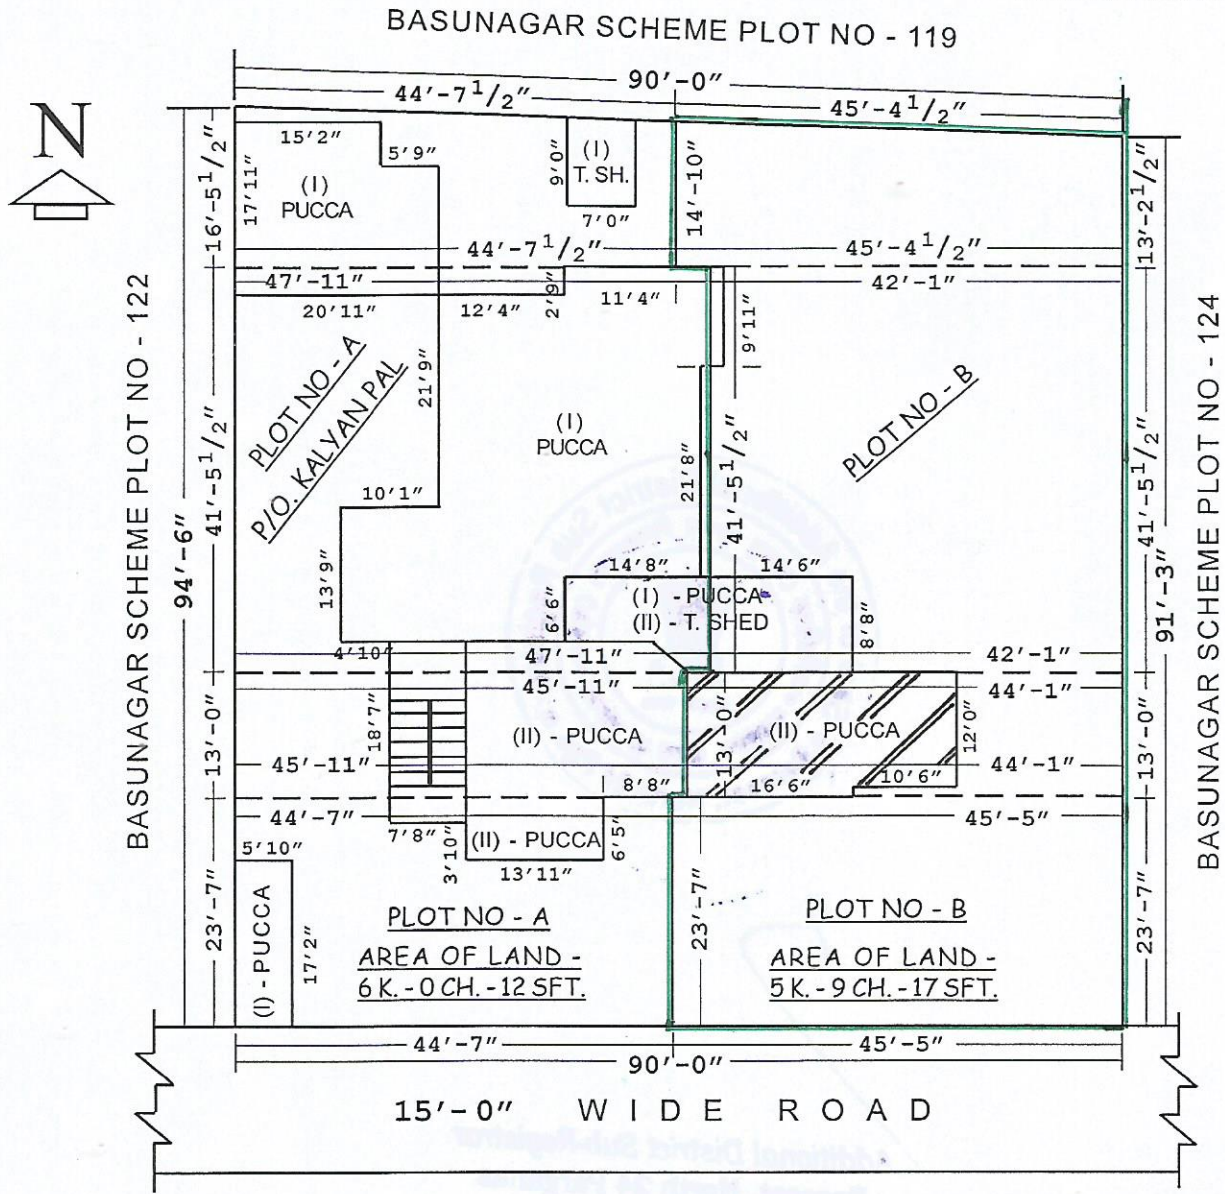 BASUNAGAR SCHEME PLOT NO - 119
90'-0"
44'-7 1/2"
45'-4 1/2"
N
16'-5 1/2"
15'2"
5'9"
17'11"
(I)
PUCCA
9'0"
(I)
T. SH.
7'0"
14'-10"
13'-2 1/2"
44'-7 1/2"
45'-4 1/2"
47'-11"
42'-1"
20'11"
12'4"
2'9"
11'4"
9'11"
BASUNAGAR SCHEME PLOT NO - 122
94'-6"
41'-5 1/2"
PLOT NO - A
P/O. KALYAN PAL
21'9"
(I)
PUCCA
21'8"
41'-5 1/2"
PLOT NO - B
41'-5 1/2"
91'-3"
BASUNAGAR SCHEME PLOT NO - 124
10'1"
13'9"
14'8"
14'6"
6'6"
(I) - PUCCA
(II) - T. SHED
8'8"
4'10"
47'-11"
42'-1"
45'-11"
44'-1"
13'-0"
18'7"
(II) - PUCCA
13'-0"
(II) - PUCCA
12'0"
13'-0"
45'-11"
44'-1"
8'8"
16'6"
10'6"
44'-7"
45'-5"
7'8"
3'10"
(II) - PUCCA
6'5"
13'11"
5'10"
23'-7"
(I) - PUCCA
17'2"
23'-7"
23'-7"
PLOT NO - A
AREA OF LAND -
6 K. - 0 CH. - 12 SFT.
PLOT NO - B
AREA OF LAND -
5 K. - 9 CH. - 17 SFT.
44'-7"
45'-5"
90'-0"
15'-0" WIDE ROAD
Additional District Sub-Registrar